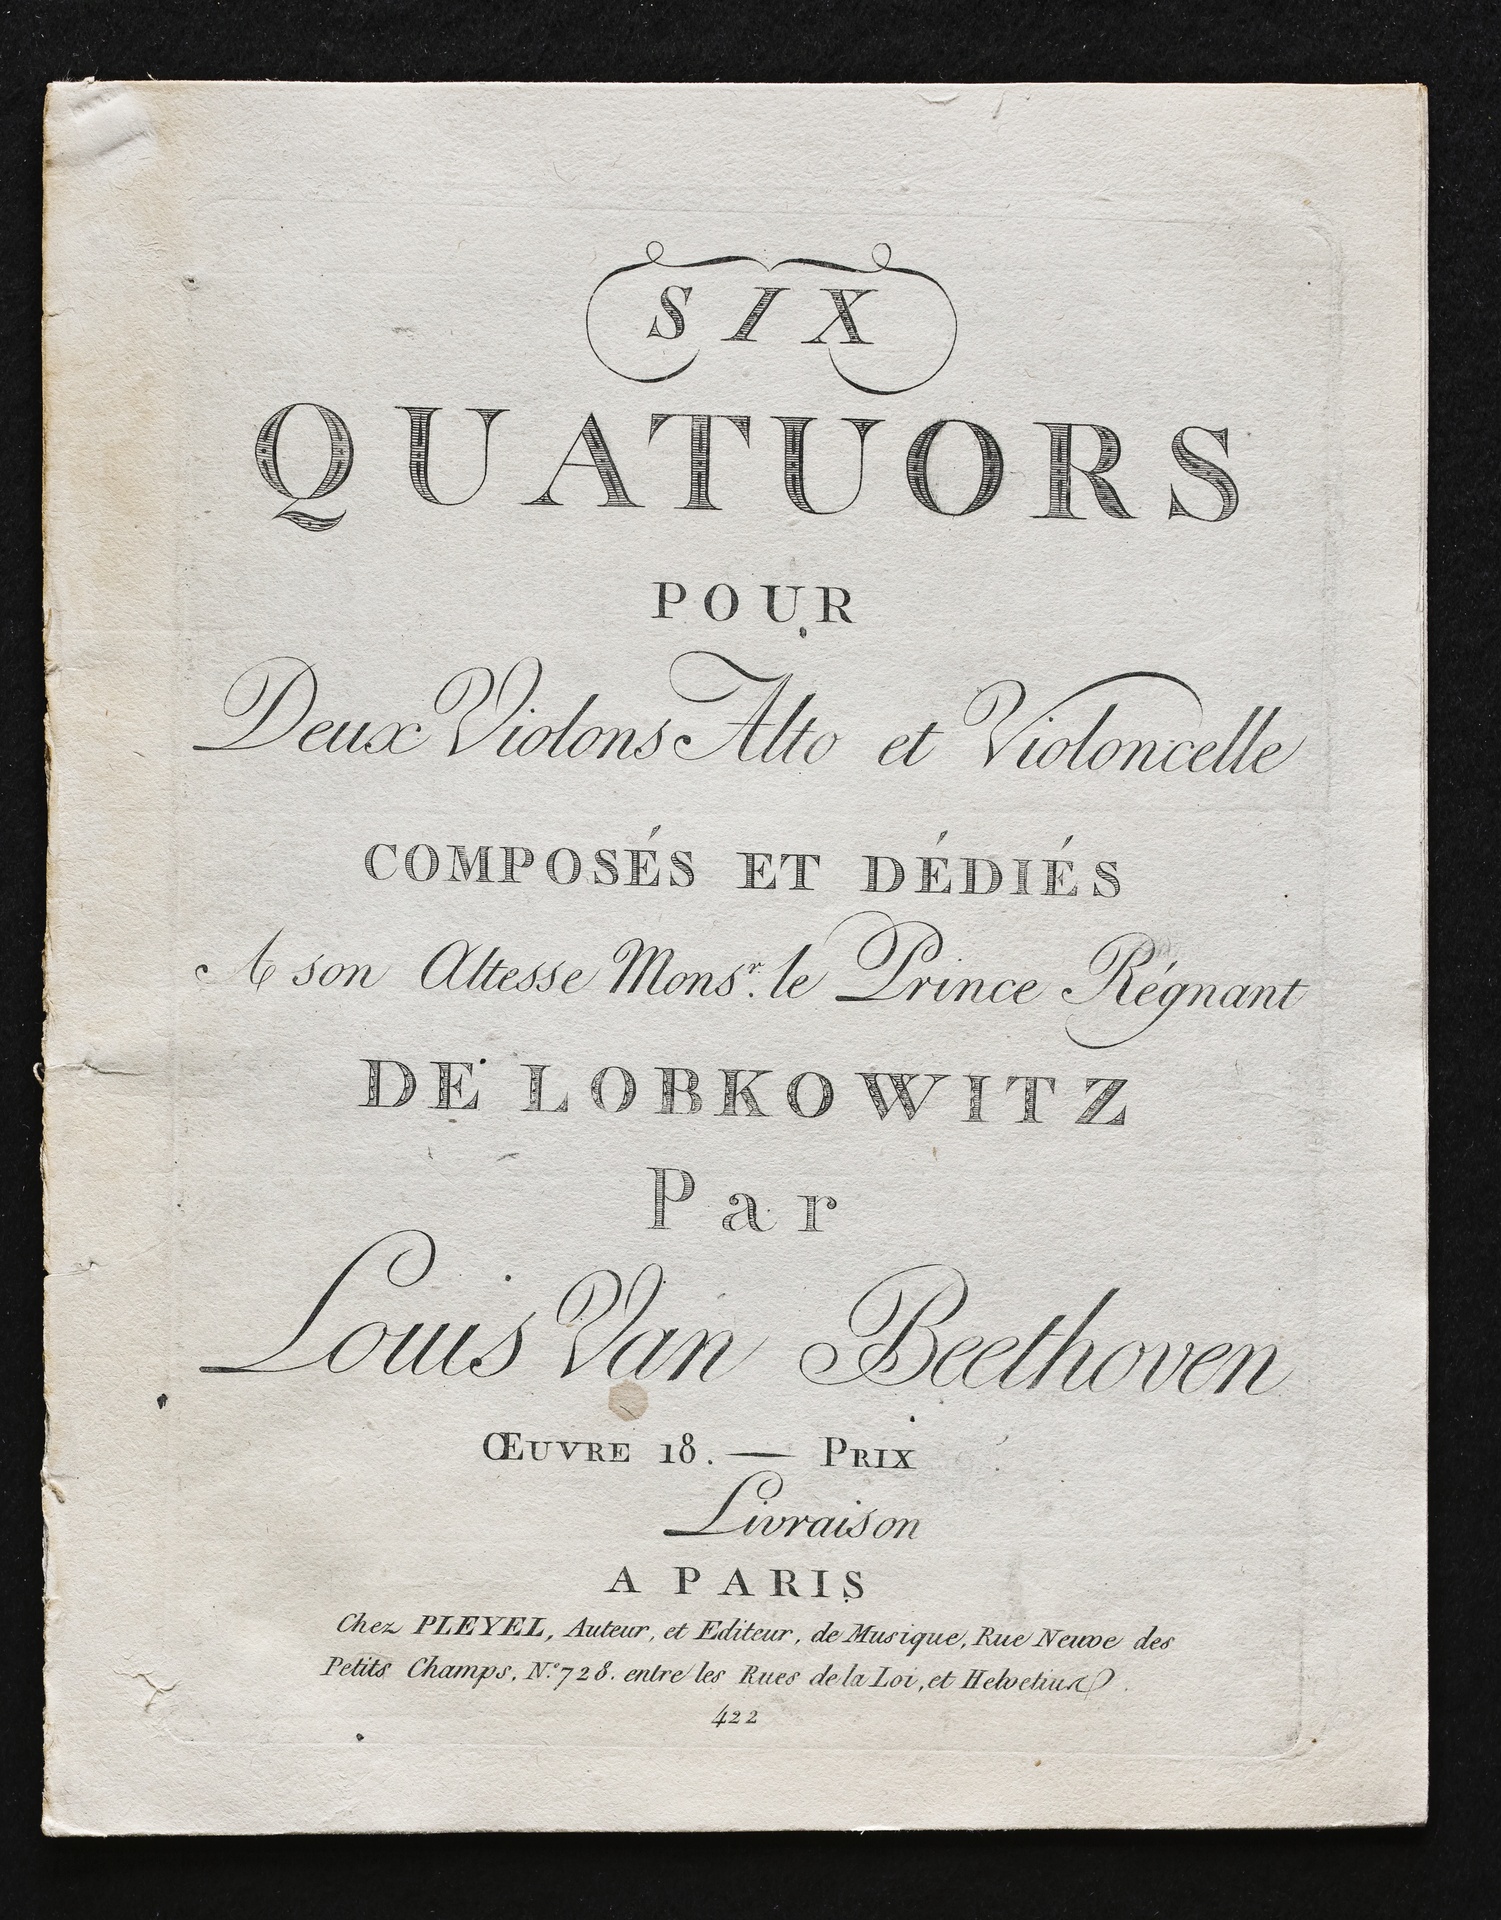 SIX
QUATUORS
POUR
Deux Violons Alto et Violoncelle
COMPOSÉS ET DÉDIÉS
A son Altesse Monsr. le Prince Régnant
DE LOBKOWITZ
Par
Louis Van Beethoven
ŒUVRE 18. — PRIX
Livraison
A PARIS
Chez PLEYEL, Auteur, et Editeur, de Musique, Rue Neuve des
Petits Champs, N.º 728. entre les Rues de la Loi, et Helvetius
422